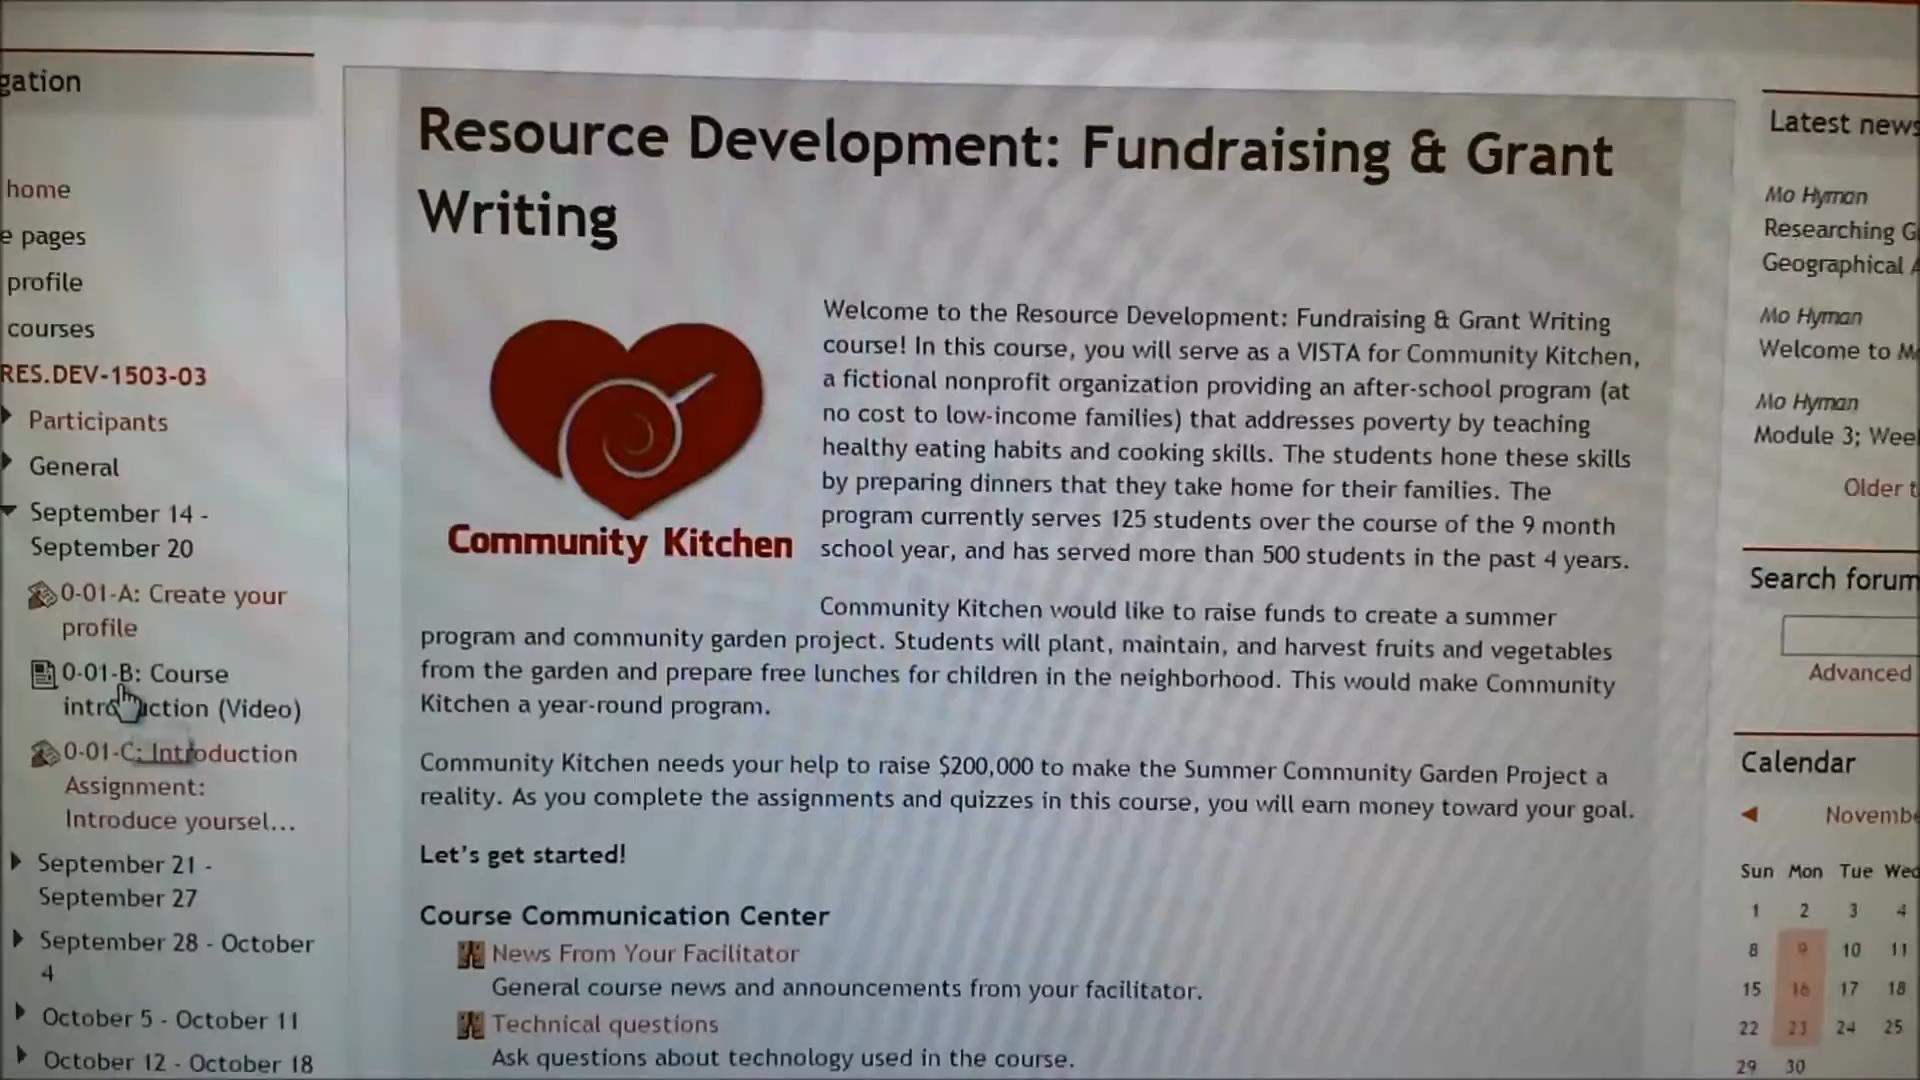 gation
home
e pages
profile
courses
RES.DEV-1503-03
Participants
General
September 14 -
September 20
0-01-A: Create your
profile
0-01-B: Course
(Video)
0-01-C: Introduction
Assignment:
Introduce yoursel...
September 21 -
September 27
September 28 - October
4
October 5 - October 11
October 12 - October 18
Resource Development: Fundraising & Grant
Writing
Community Kitchen
Welcome to the Resource Development: Fundraising & Grant Writing
course! In this course, you will serve as a VISTA for Community Kitchen,
a fictional nonprofit organization providing an after-school program (at
no cost to low-income families) that addresses poverty by teaching
healthy eating habits and cooking skills. The students hone these skills
by preparing dinners that they take home for their families. The
program currently serves 125 students over the course of the 9 month
school year, and has served more than 500 students in the past 4 years.
Community Kitchen would like to raise funds to create a summer
program and community garden project. Students will plant, maintain, and harvest fruits and vegetables
from the garden and prepare free lunches for children in the neighborhood. This would make Community
Kitchen a year-round program.
Community Kitchen needs your help to raise $200,000 to make the Summer Community Garden Project a
reality. As you complete the assignments and quizzes in this course, you will earn money toward your goal.
Let's get started!
Course Communication Center
News From Your Facilitator
General course news and announcements from your facilitator.
Technical questions
Ask questions about technology used in the course.
Latest news
Mo Hyman
Researching G
Geographical A
Mo Hyman
Welcome to M
Mo Hyman
Module 3; Wee
Older t
Search forum
Advanced
Calendar
Novembe
Sun Mon Tue Wed
1 2 3 4
8 9 10 11
15 16 17 18
22 23 24 25
29 30